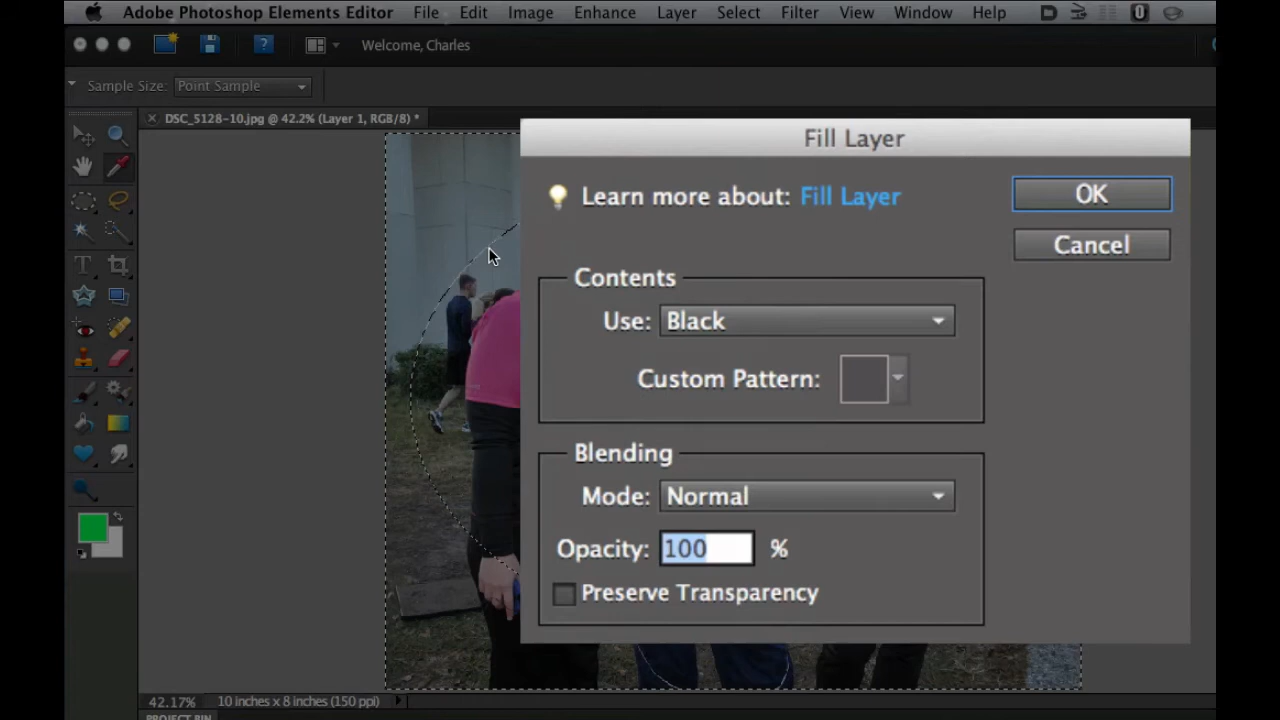 Adobe Photoshop Elements Editor File Edit Image Enhance Layer Select Filter View Window Help
? Welcome, Charles
Sample Size: Point Sample
× DSC_5128-10.jpg @ 42.2% (Layer 1, RGB/8) *
Fill Layer
Learn more about: Fill Layer
OK
Cancel
Contents
Use: Black
Custom Pattern:
Blending
Mode: Normal
Opacity: 100 %
Preserve Transparency
T
42.17% 10 inches x 8 inches (150 ppi)
PROJECT BIN